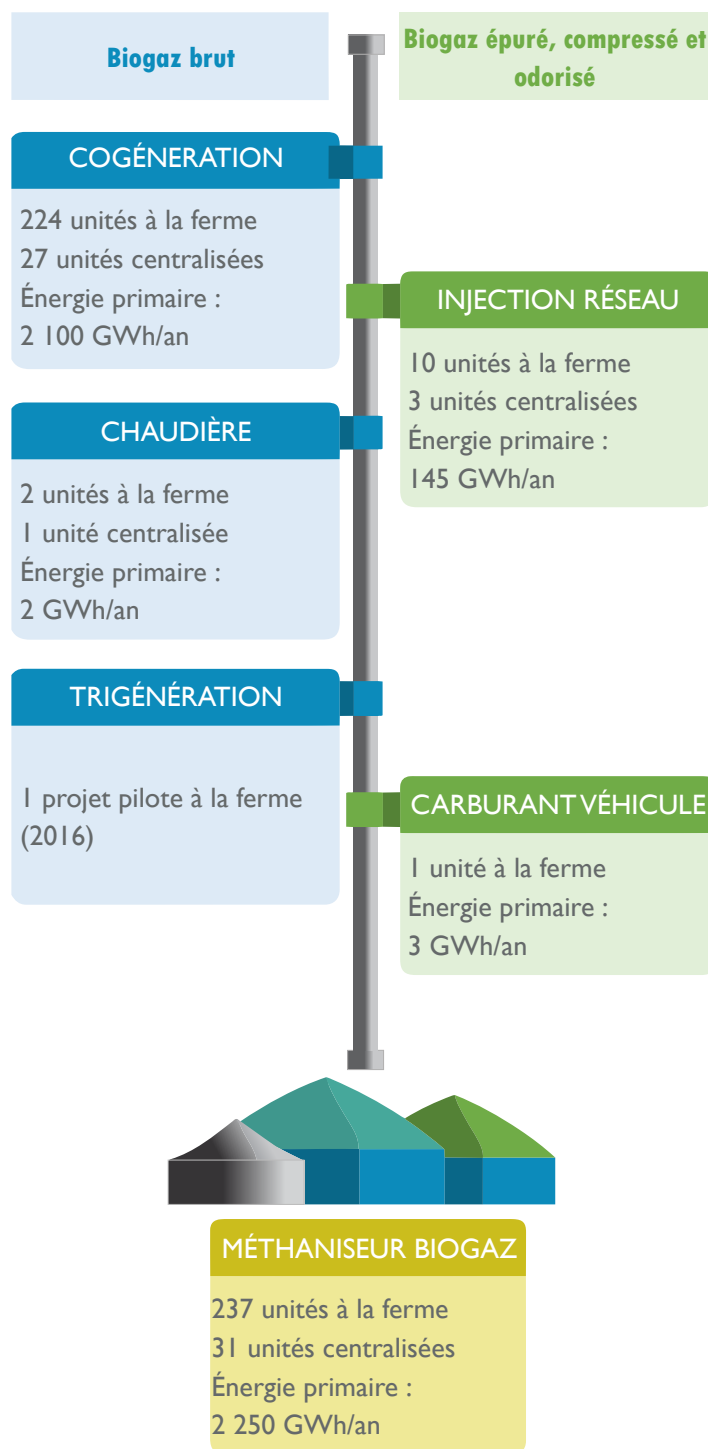 Biogaz brut
Biogaz épuré, compressé et
odorisé
COGÉNERATION
224 unités à la ferme
27 unités centralisées
Énergie primaire :
2 100 GWh/an
INJECTION RÉSEAU
10 unités à la ferme
3 unités centralisées
Énergie primaire :
145 GWh/an
CHAUDIÈRE
2 unités à la ferme
1 unité centralisée
Énergie primaire :
2 GWh/an
TRIGÉNÉRATION
1 projet pilote à la ferme
(2016)
CARBURANT VÉHICULE
1 unité à la ferme
Énergie primaire :
3 GWh/an
MÉTHANISEUR BIOGAZ
237 unités à la ferme
31 unités centralisées
Énergie primaire :
2 250 GWh/an